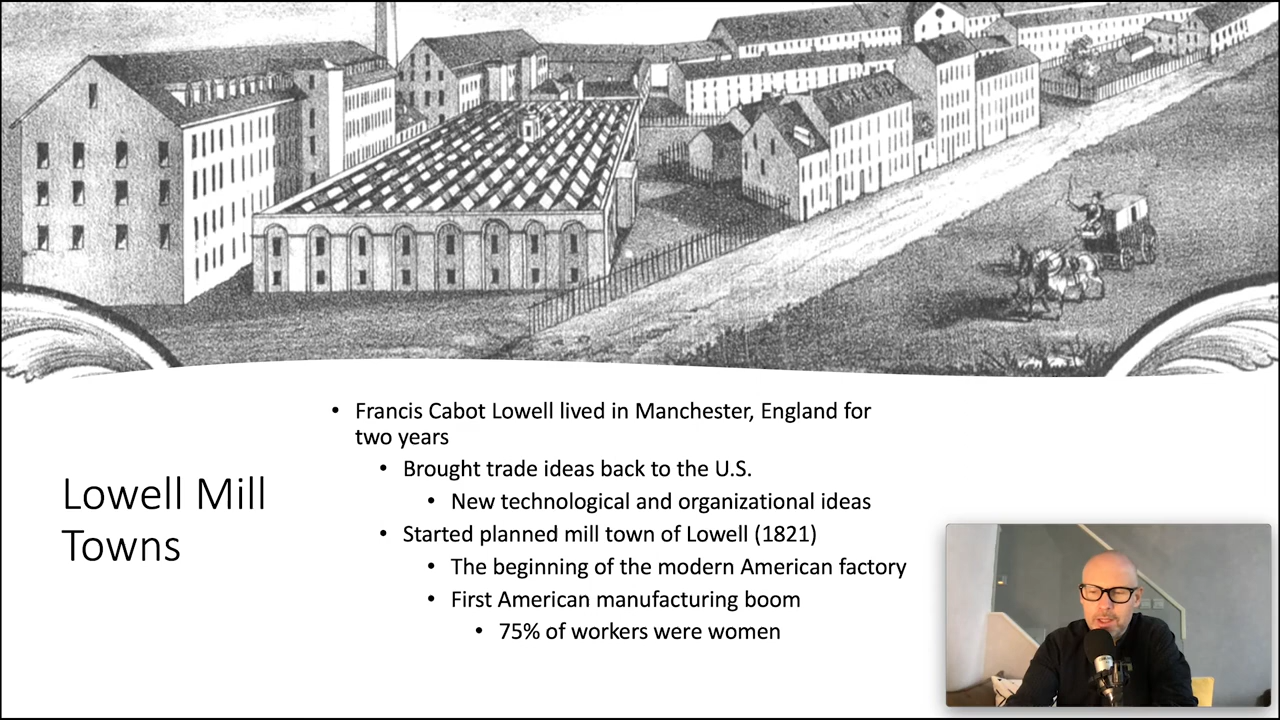 Lowell Mill
Towns
• Francis Cabot Lowell lived in Manchester, England for
two years
• Brought trade ideas back to the U.S.
• New technological and organizational ideas
• Started planned mill town of Lowell (1821)
• The beginning of the modern American factory
• First American manufacturing boom
• 75% of workers were women